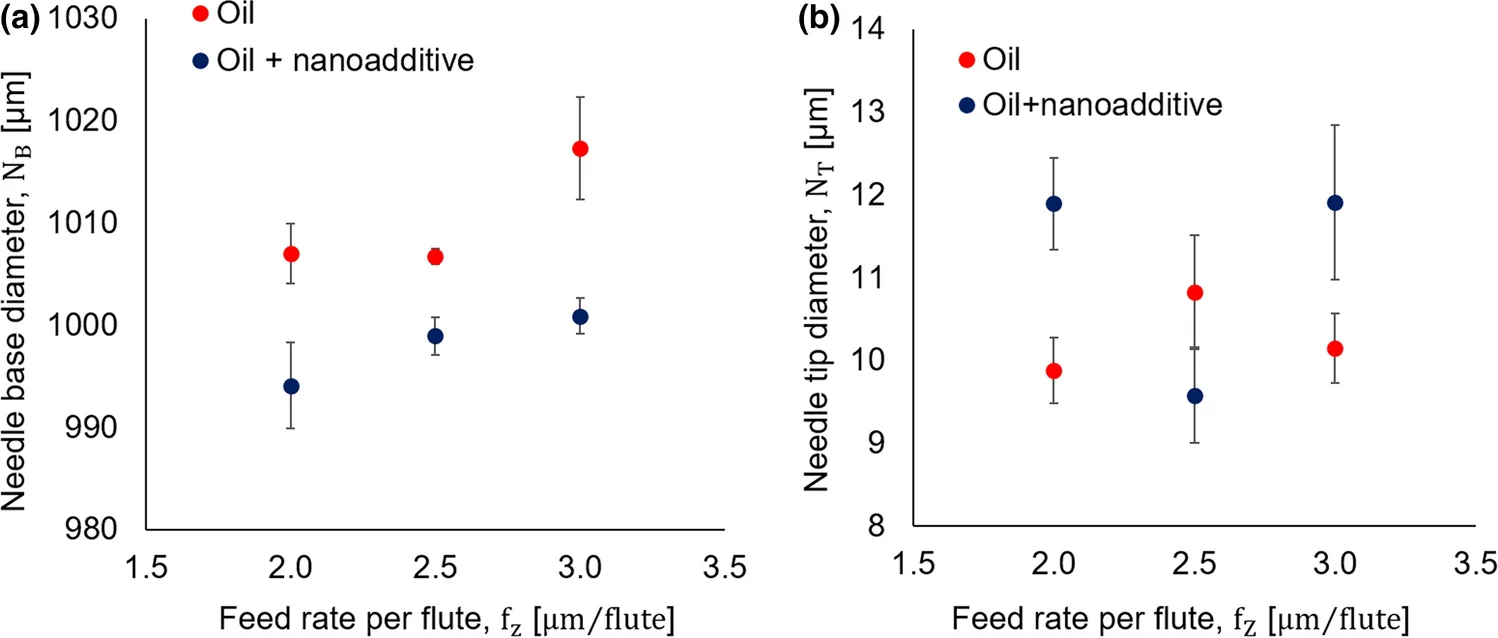 (a)
1030
1020
1010
1000
990
980
Needle base diameter, N_B [µm]
Oil
Oil + nanoadditive
1.5 2.0 2.5 3.0 3.5
Feed rate per flute, f_z [µm/flute]
(b)
14
13
12
11
10
9
8
Needle tip diameter, N_T [µm]
Oil
Oil+nanoadditive
1.5 2.0 2.5 3.0 3.5
Feed rate per flute, f_Z [µm/flute]